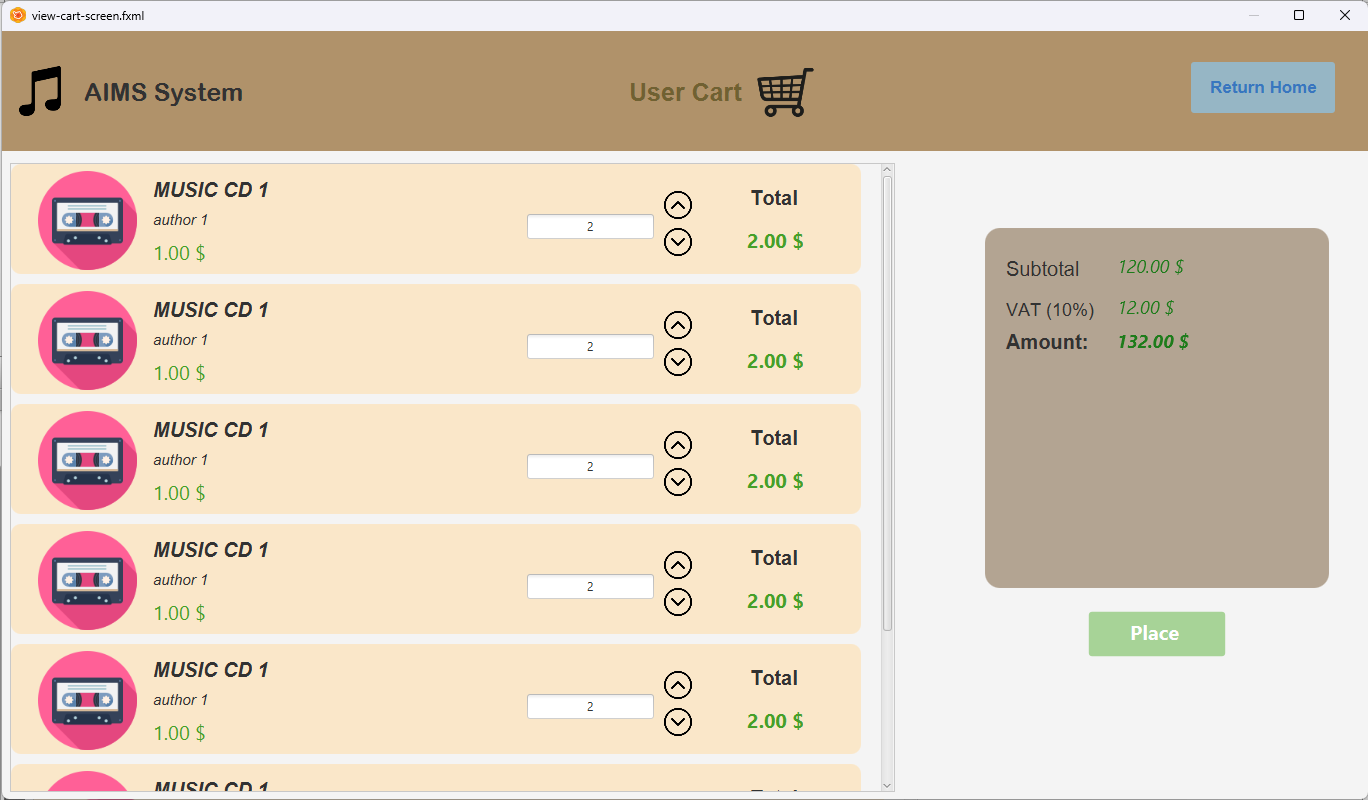 view-cart-screen.fxml
AIMS System
User Cart
Return Home
MUSIC CD 1
author 1
1.00 $
2
Total
2.00 $
MUSIC CD 1
author 1
1.00 $
2
Total
2.00 $
MUSIC CD 1
author 1
1.00 $
2
Total
2.00 $
MUSIC CD 1
author 1
1.00 $
2
Total
2.00 $
MUSIC CD 1
author 1
1.00 $
2
Total
2.00 $
MUSIC CD 1
Subtotal 120.00 $
VAT (10%) 12.00 $
Amount: 132.00 $
Place